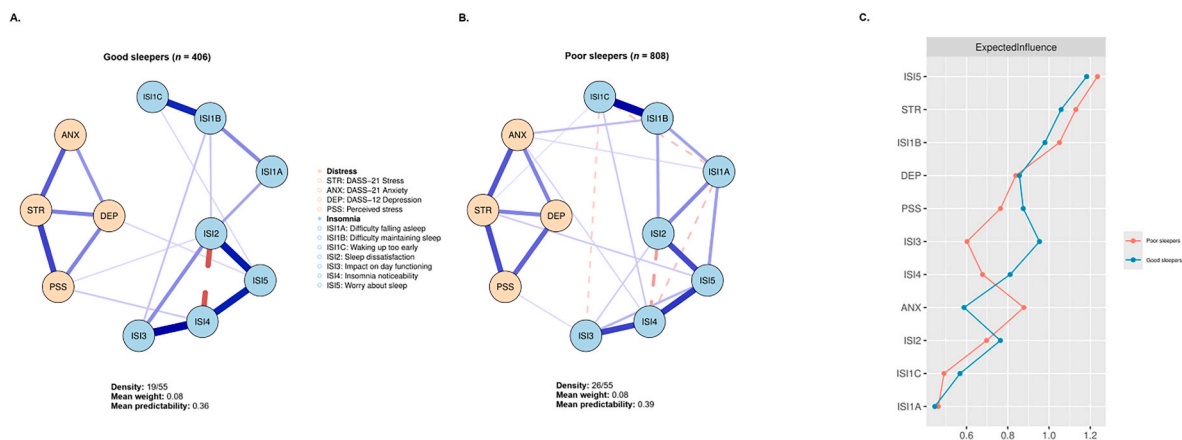 A.
Good sleepers (n = 406)
ISI1C
ISI1B
ANX
ISI1A
STR
DEP
ISI2
PSS
ISI5
ISI4
ISI3
Density: 19/55
Mean weight: 0.08
Mean predictability: 0.36
Distress
STR: DASS−21 Stress
ANX: DASS−21 Anxiety
DEP: DASS−12 Depression
PSS: Perceived stress
Insomnia
ISI1A: Difficulty falling asleep
ISI1B: Difficulty maintaining sleep
ISI1C: Waking up to early
ISI2: Sleep dissatisfaction
ISI3: Impact on day functioning
ISI4: Insomnia noticeability
ISI5: Worry about sleep
B.
Poor sleepers (n = 808)
ISI1C
ISI1B
ANX
ISI1A
STR
DEP
ISI2
PSS
ISI5
ISI4
ISI3
Density: 26/55
Mean weight: 0.08
Mean predictability: 0.39
C.
ExpectedInfluence
ISI5
STR
ISI1B
DEP
PSS
ISI3
ISI4
ANX
ISI2
ISI1C
ISI1A
0.6 0.8 1.0 1.2
Poor sleepers
Good sleepers